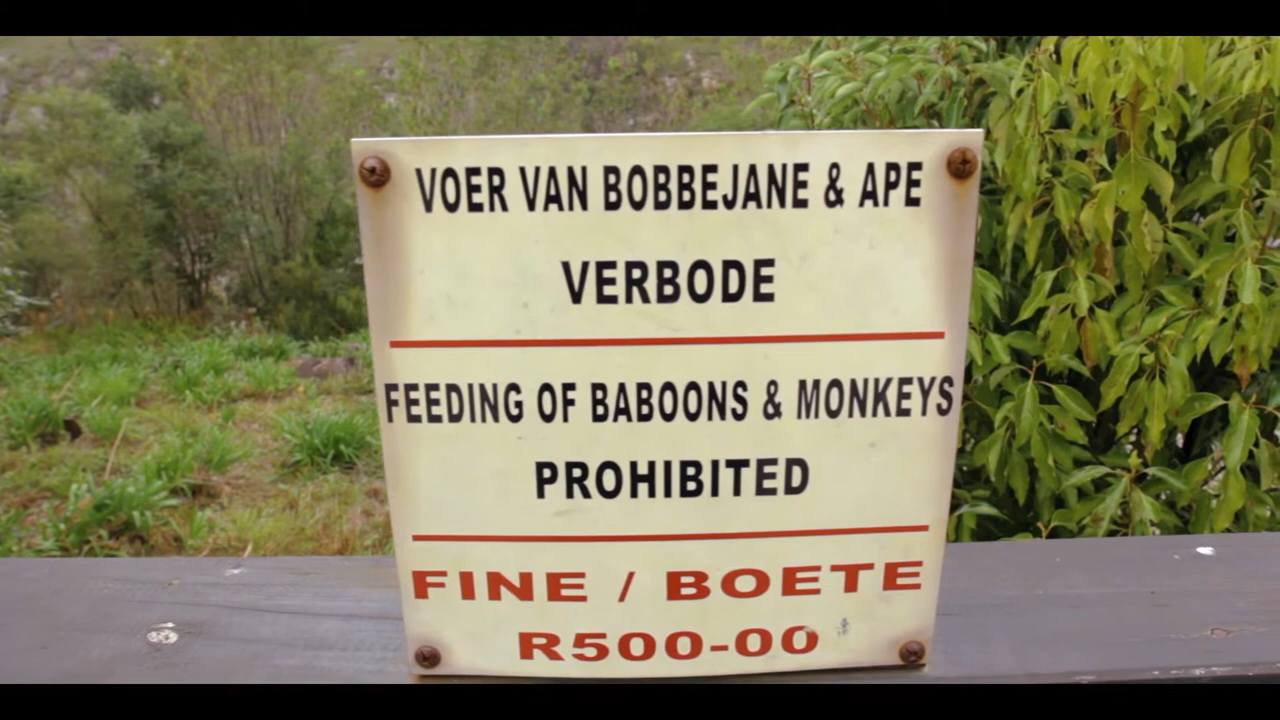 VOER VAN BOBBEJANE & APE
VERBODE
FEEDING OF BABOONS & MONKEYS
PROHIBITED
FINE / BOETE
R500-00